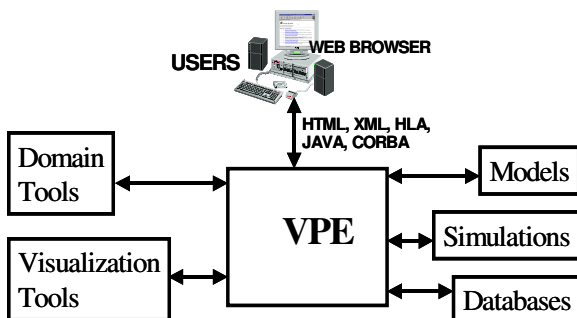 USERS
WEB BROWSER
HTML, XML, HLA,
JAVA, CORBA
Domain
Tools
Visualization
Tools
VPE
Models
Simulations
Databases